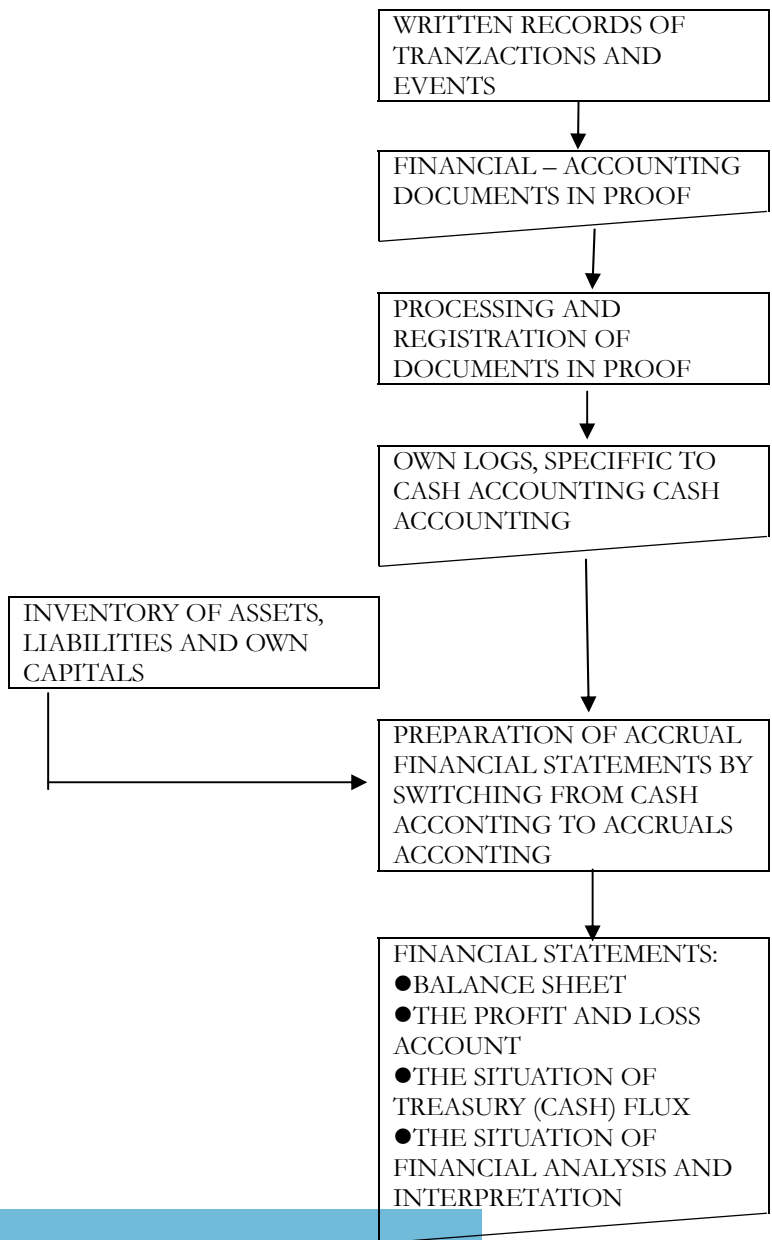 WRITTEN RECORDS OF
TRANZACTIONS AND
EVENTS
FINANCIAL – ACCOUNTING
DOCUMENTS IN PROOF
PROCESSING AND
REGISTRATION OF
DOCUMENTS IN PROOF
OWN LOGS, SPECIFFIC TO
CASH ACCOUNTING CASH
ACCOUNTING
INVENTORY OF ASSETS,
LIABILITIES AND OWN
CAPITALS
PREPARATION OF ACCRUAL
FINANCIAL STATEMENTS BY
SWITCHING FROM CASH
ACCONTING TO ACCRUALS
ACCONTING
FINANCIAL STATEMENTS:
●BALANCE SHEET
●THE PROFIT AND LOSS
ACCOUNT
●THE SITUATION OF
TREASURY (CASH) FLUX
●THE SITUATION OF
FINANCIAL ANALYSIS AND
INTERPRETATION